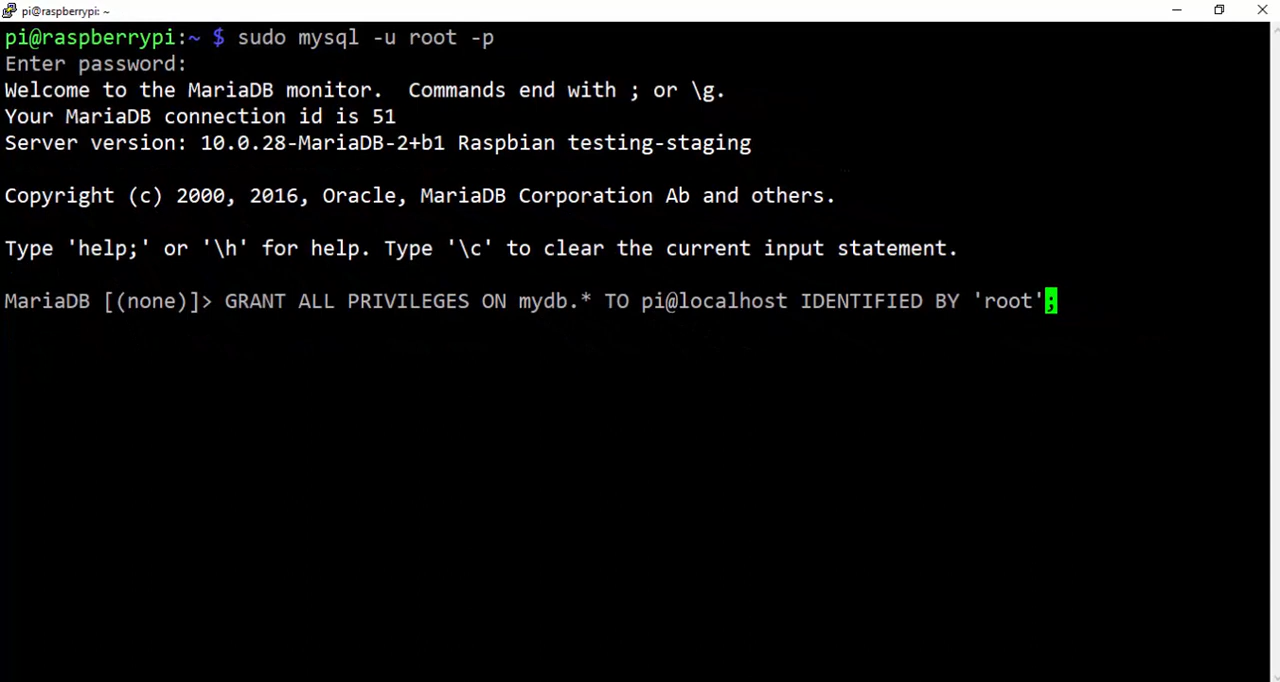 pi@raspberrypi: ~
pi@raspberrypi:~ $ sudo mysql -u root -p
Enter password:
Welcome to the MariaDB monitor.  Commands end with ; or \g.
Your MariaDB connection id is 51
Server version: 10.0.28-MariaDB-2+b1 Raspbian testing-staging
Copyright (c) 2000, 2016, Oracle, MariaDB Corporation Ab and others.
Type 'help;' or '\h' for help. Type '\c' to clear the current input statement.
MariaDB [(none)]> GRANT ALL PRIVILEGES ON mydb.* TO pi@localhost IDENTIFIED BY 'root';